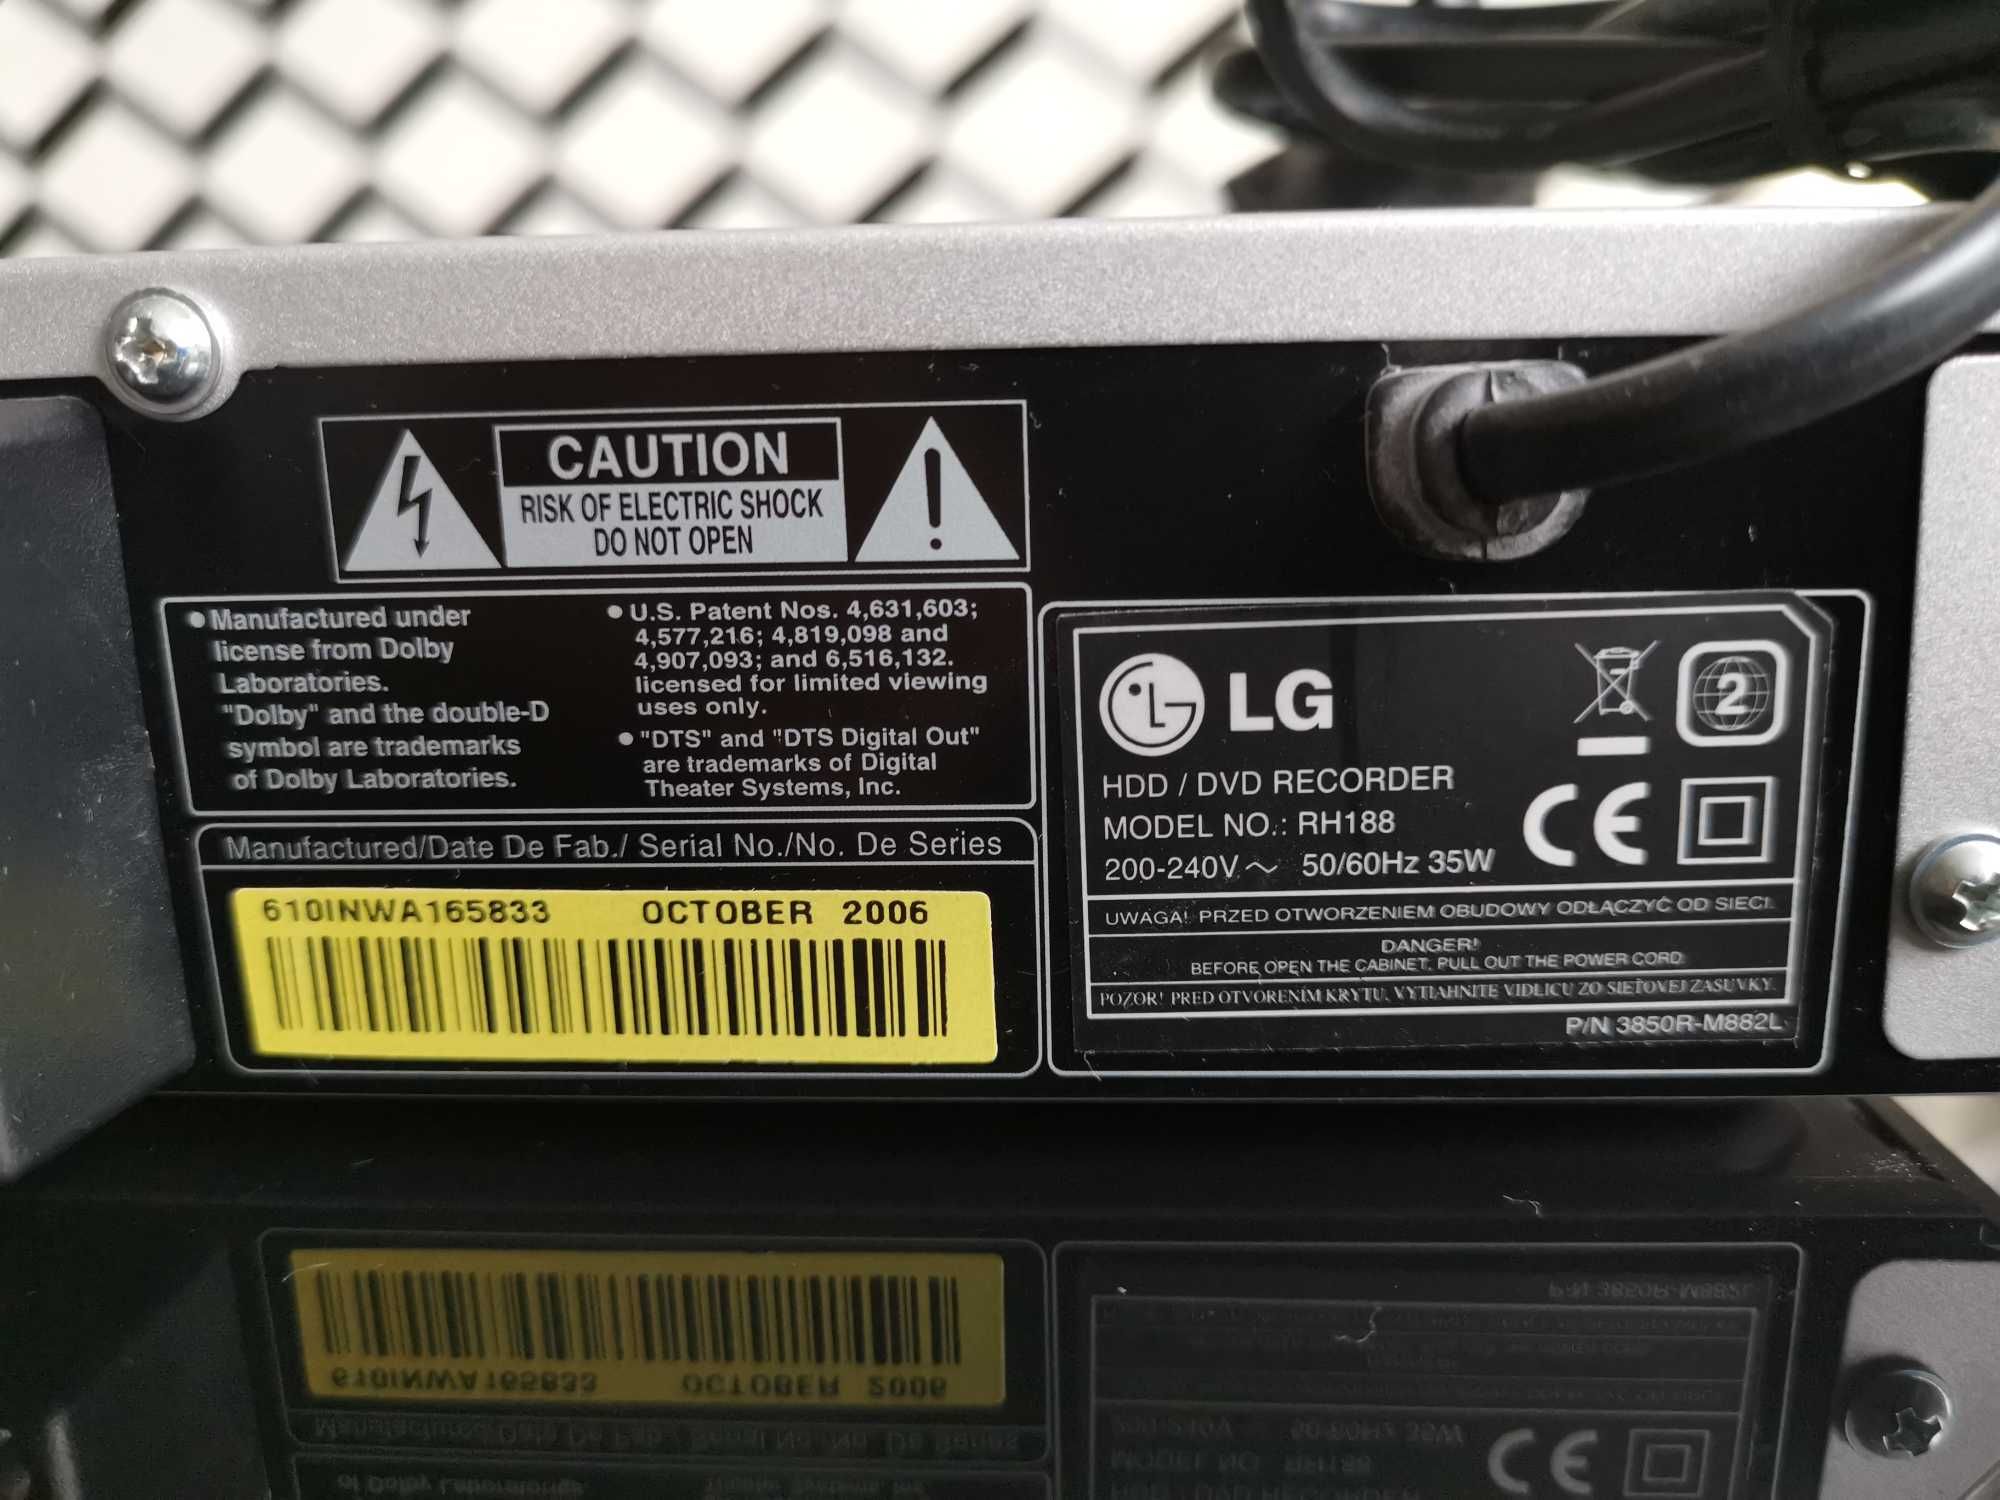 CAUTION
RISK OF ELECTRIC SHOCK
DO NOT OPEN
● Manufactured under
license from Dolby
Laboratories.
"Dolby" and the double-D
symbol are trademarks
of Dolby Laboratories.
● U.S. Patent Nos. 4,631,603;
4,577,216; 4,819,098 and
4,907,093; and 6,516,132.
licensed for limited viewing
uses only.
● "DTS" and "DTS Digital Out"
are trademarks of Digital
Theater Systems, Inc.
Manufactured/Date De Fab./ Serial No./No. De Series
610INWA165833 OCTOBER 2006
LG
2
HDD / DVD RECORDER
MODEL NO.: RH188
200-240V ~ 50/60Hz 35W
CE
UWAGA! PRZED OTWORZENIEM OBUDOWY ODŁĄCZYĆ OD SIECI.
DANGER!
BEFORE OPEN THE CABINET, PULL OUT THE POWER CORD
POZOR! PRED OTVORENÍM KRYTU, VYTIAHNITE VIDLICU ZO SIEŤOVEJ ZÁSUVKY.
P/N 3850R-M882L